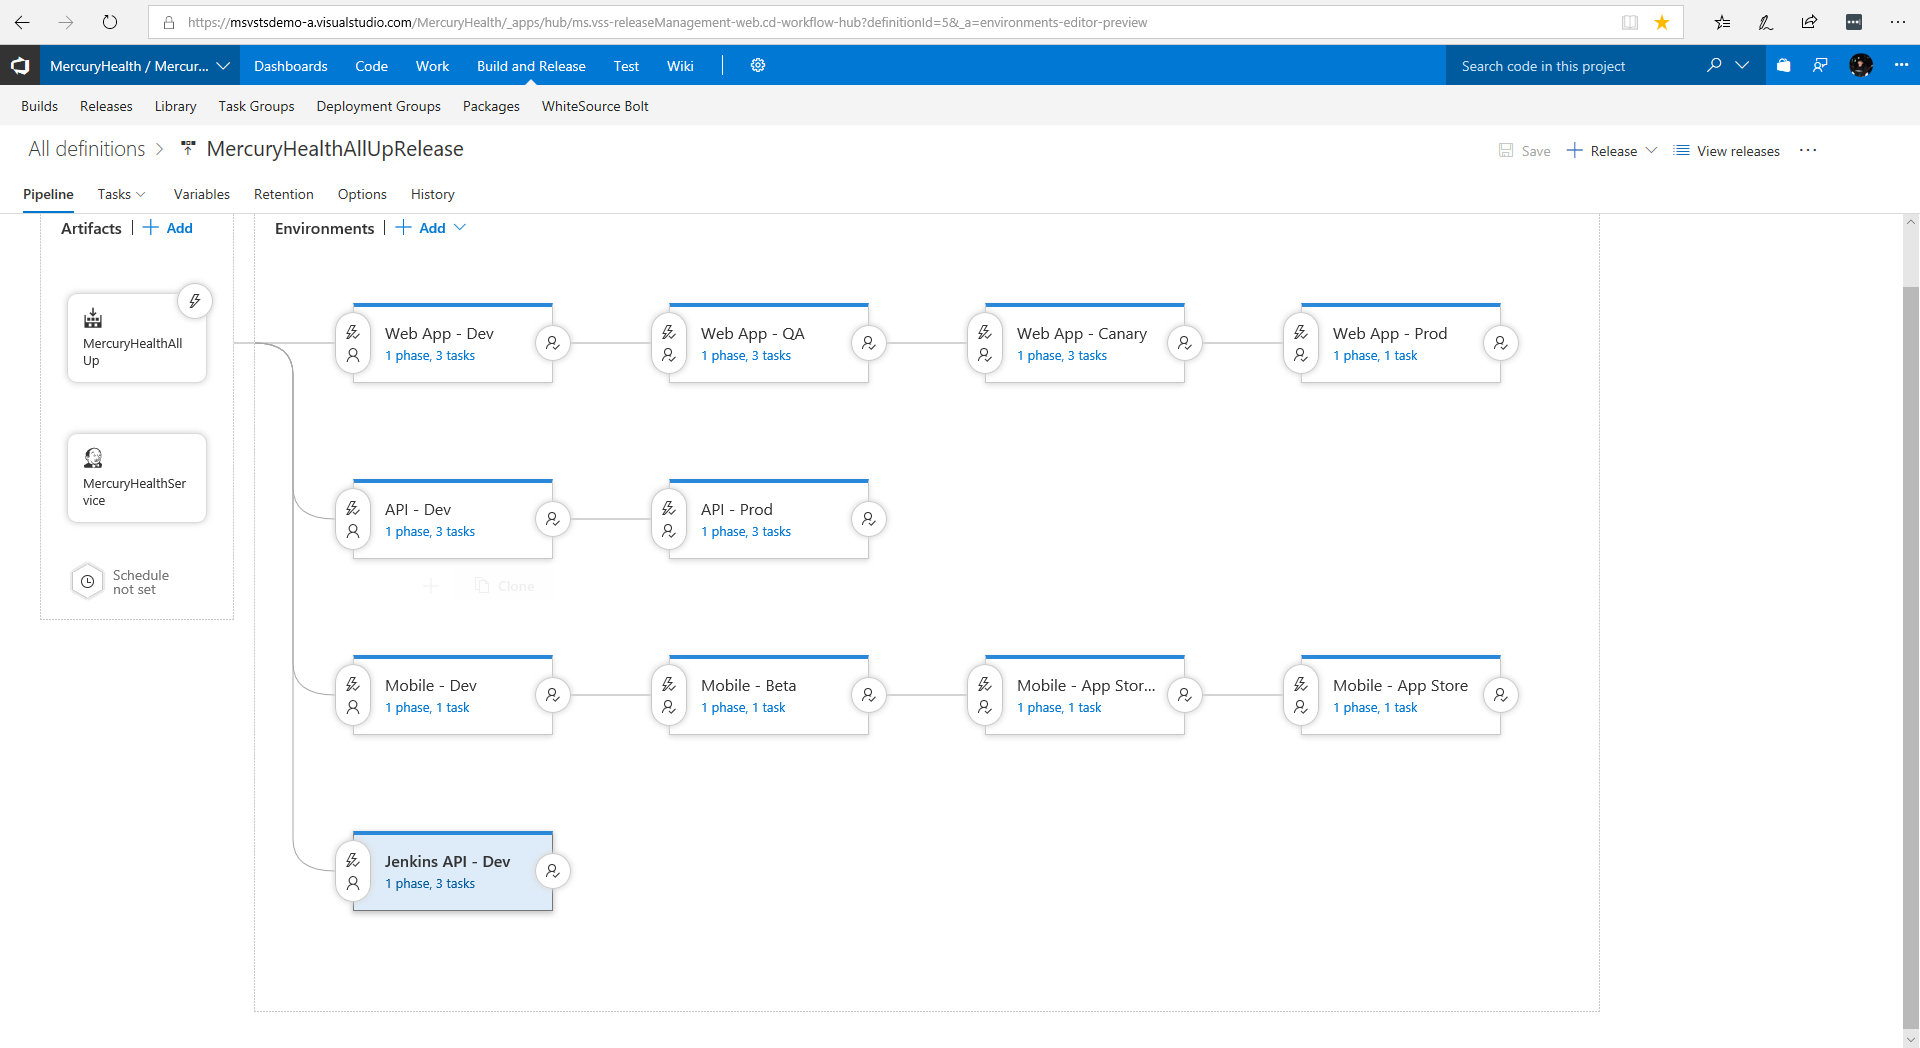 https://msvstsdemo-a.visualstudio.com/MercuryHealth/_apps/hub/ms.vss-releaseManagement-web.cd-workflow-hub?definitionId=5&_a=environments-editor-preview
MercuryHealth / Mercur... Dashboards Code Work Build and Release Test Wiki Search code in this project
Builds Releases Library Task Groups Deployment Groups Packages WhiteSource Bolt
All definitions > MercuryHealthAllUpRelease Save + Release View releases ...
Pipeline Tasks Variables Retention Options History
Artifacts | + Add Environments | + Add
MercuryHealthAll
Up
Web App - Dev
1 phase, 3 tasks
Web App - QA
1 phase, 3 tasks
Web App - Canary
1 phase, 3 tasks
Web App - Prod
1 phase, 1 task
MercuryHealthSer
vice
API - Dev
1 phase, 3 tasks
API - Prod
1 phase, 3 tasks
Schedule
not set
+ Clone
Mobile - Dev
1 phase, 1 task
Mobile - Beta
1 phase, 1 task
Mobile - App Stor...
1 phase, 1 task
Mobile - App Store
1 phase, 1 task
Jenkins API - Dev
1 phase, 3 tasks